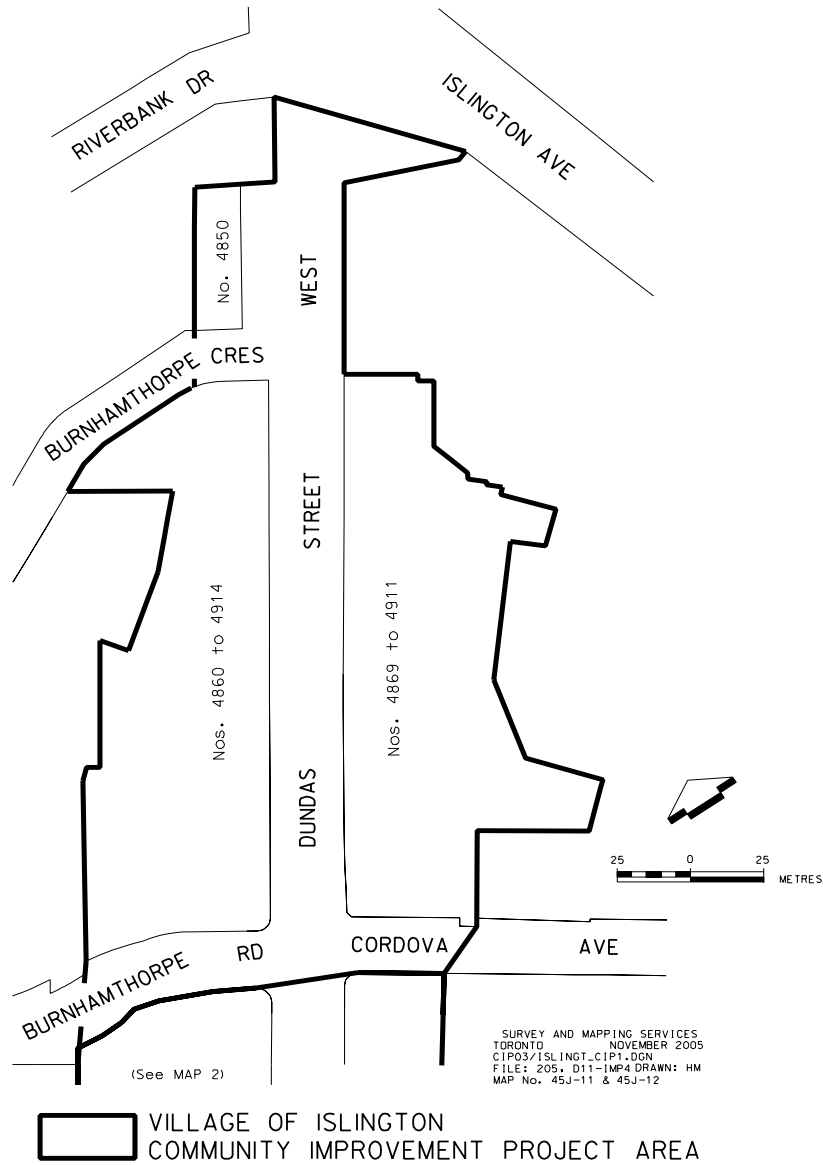 RIVERBANK DR
ISLINGTON AVE
No. 4850
WEST
BURNHAMTHORPE CRES
STREET
Nos. 4860 to 4914
Nos. 4869 to 4911
DUNDAS
25 0 25
METRES
BURNHAMTHORPE RD
CORDOVA AVE
(See MAP 2)
SURVEY AND MAPPING SERVICES
TORONTO NOVEMBER 2005
CIP03/ISLINGT_CIP1.DGN
FILE: 205, D11-IMP4 DRAWN: HM
MAP No. 45J-11 & 45J-12
VILLAGE OF ISLINGTON
COMMUNITY IMPROVEMENT PROJECT AREA